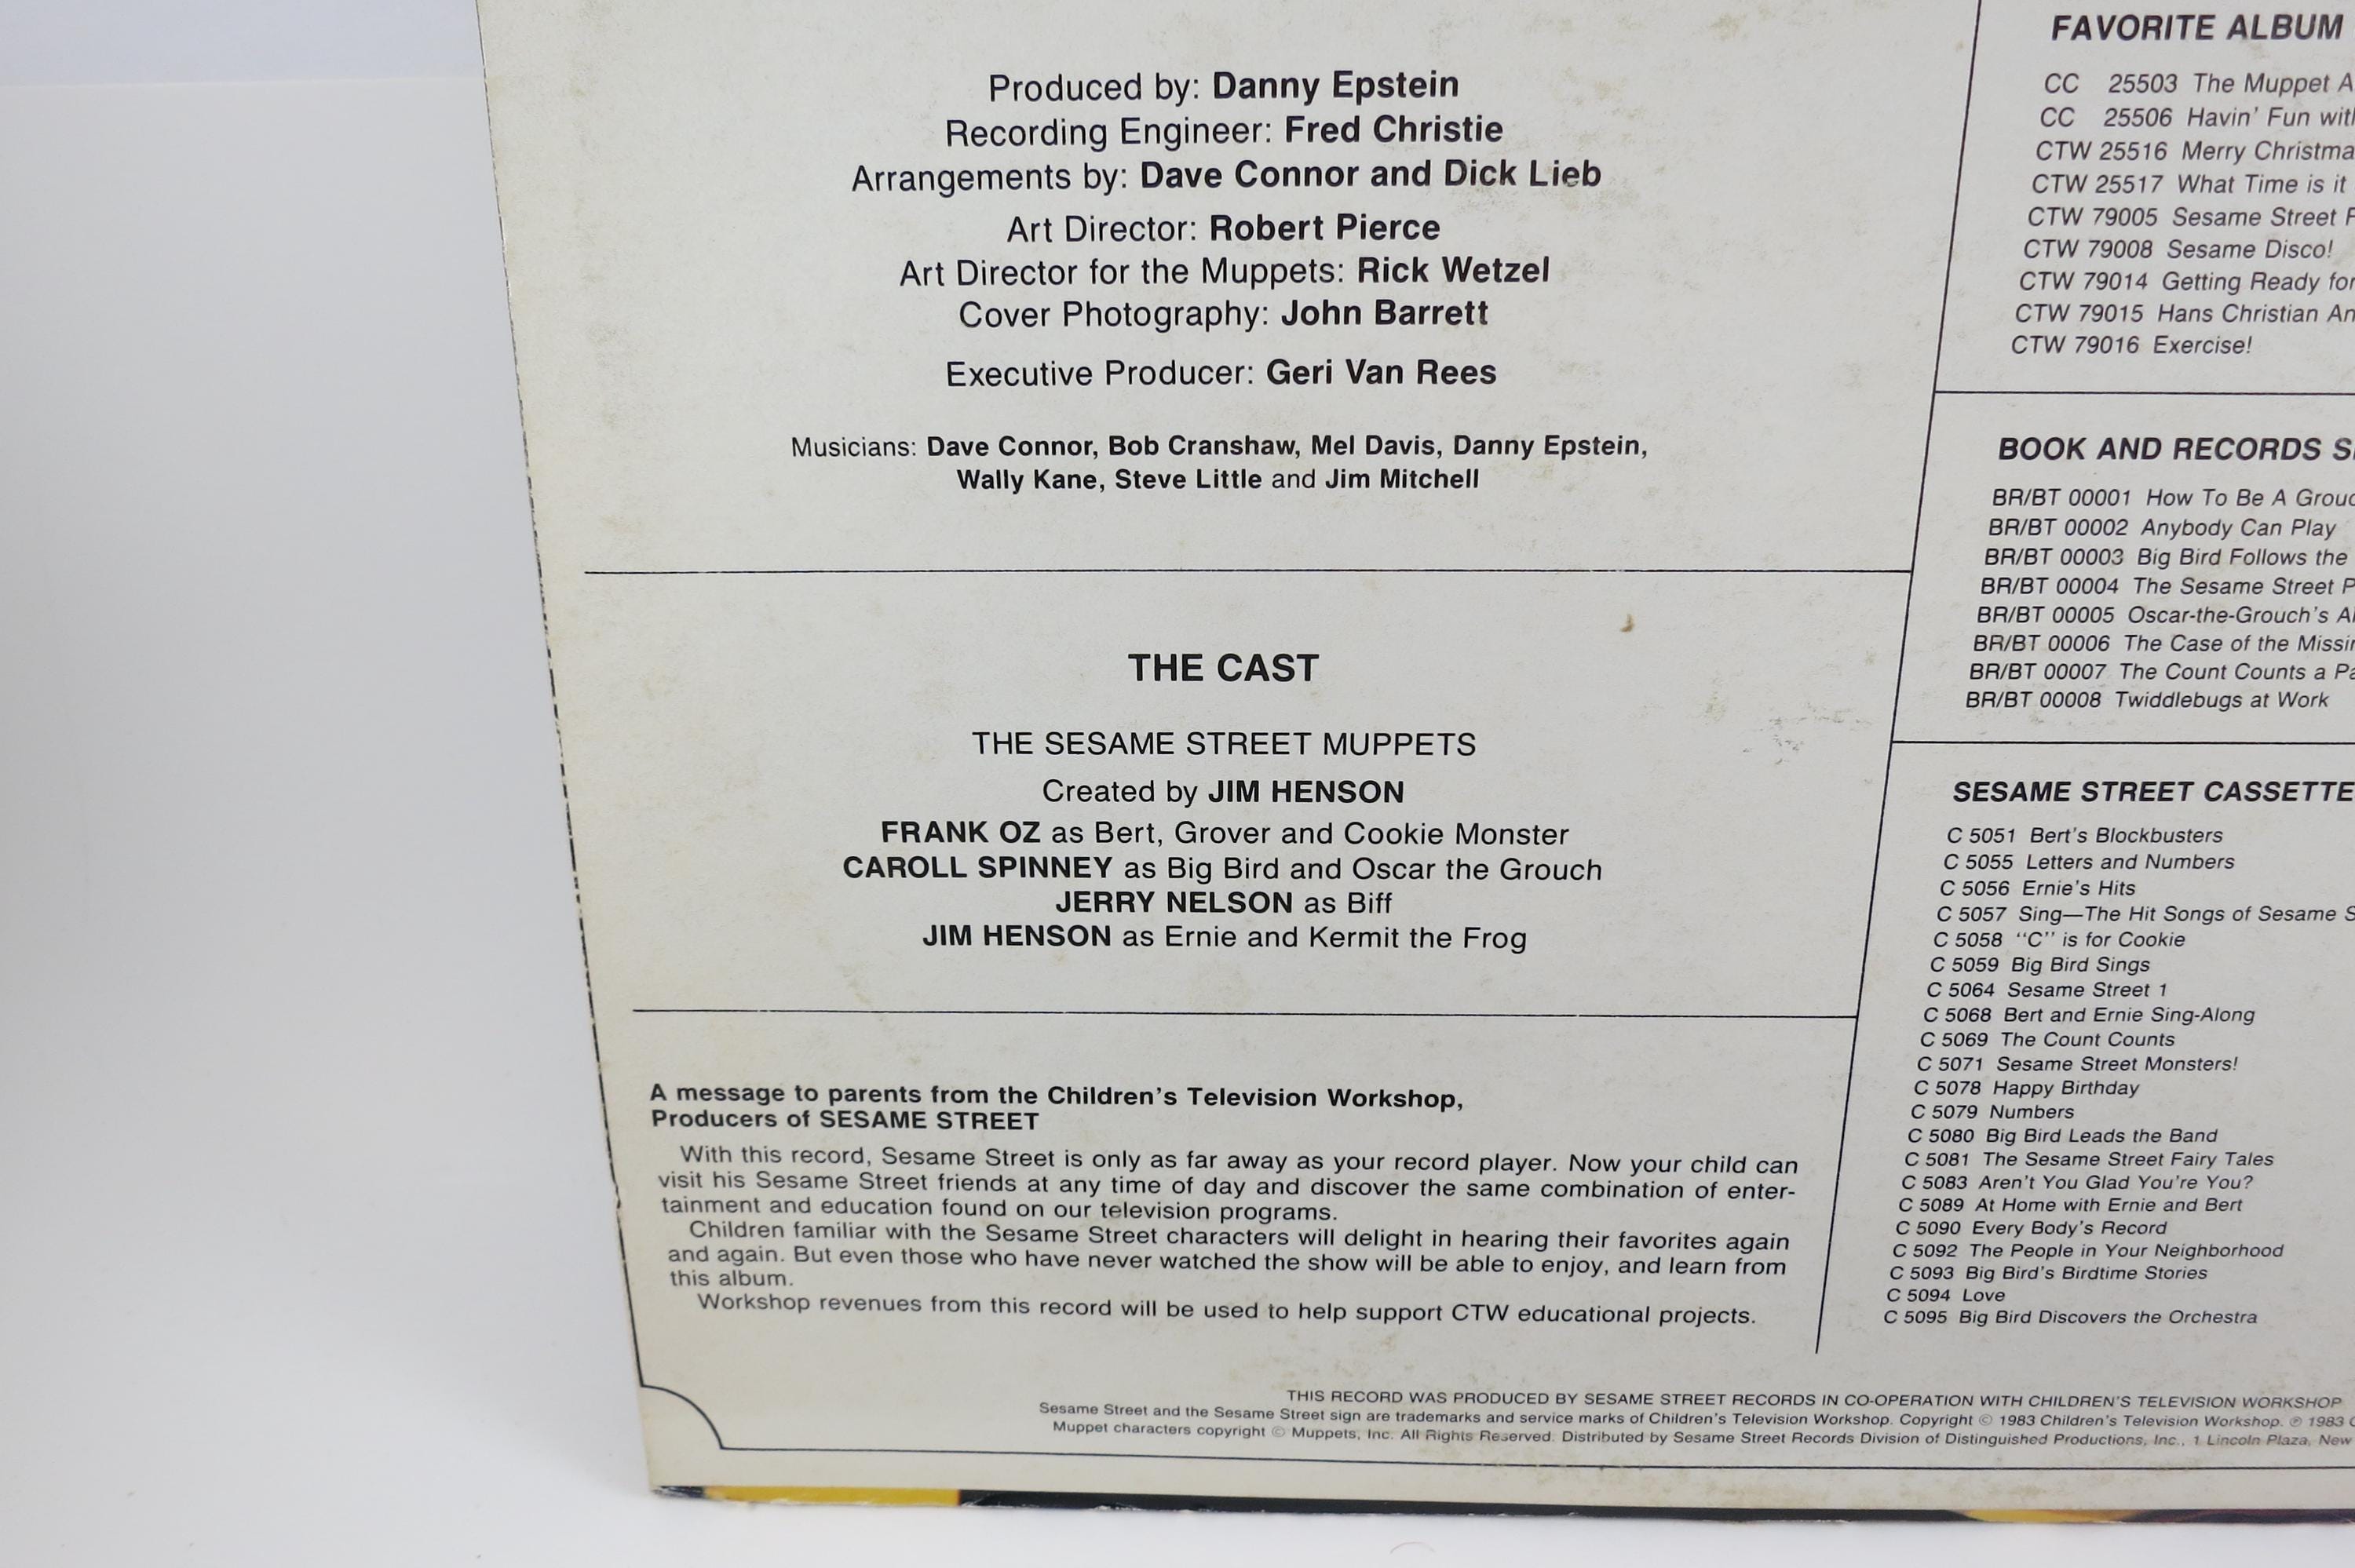 Produced by: Danny Epstein
Recording Engineer: Fred Christie
Arrangements by: Dave Connor and Dick Lieb
Art Director: Robert Pierce
Art Director for the Muppets: Rick Wetzel
Cover Photography: John Barrett
Executive Producer: Geri Van Rees
Musicians: Dave Connor, Bob Cranshaw, Mel Davis, Danny Epstein,
Wally Kane, Steve Little and Jim Mitchell
THE CAST
THE SESAME STREET MUPPETS
Created by JIM HENSON
FRANK OZ as Bert, Grover and Cookie Monster
CAROLL SPINNEY as Big Bird and Oscar the Grouch
JERRY NELSON as Biff
JIM HENSON as Ernie and Kermit the Frog
A message to parents from the Children's Television Workshop,
Producers of SESAME STREET
With this record, Sesame Street is only as far away as your record player. Now your child can
visit his Sesame Street friends at any time of day and discover the same combination of enter-
tainment and education found on our television programs.
Children familiar with the Sesame Street characters will delight in hearing their favorites again
and again. But even those who have never watched the show will be able to enjoy, and learn from
this album.
Workshop revenues from this record will be used to help support CTW educational projects.
FAVORITE ALBUM
CC 25503 The Muppet
CC 25506 Havin' Fun
CTW 25516 Merry
CTW 25517 What Time is it
CTW 79005 Sesame Street
CTW 79008 Sesame Disco!
CTW 79014 Getting Ready for
CTW 79015 Hans Christian
CTW 79016 Exercise!
BOOK AND RECORDS
BR/BT 00001 How To Be A
BR/BT 00002 Anybody Can Play
BR/BT 00003 Big Bird Follows the
BR/BT 00004 The Sesame Street
BR/BT 00005 Oscar-the-Grouch's
BR/BT 00006 The Case of the
BR/BT 00007 The Count Counts a
BR/BT 00008 Twiddlebugs at Work
SESAME STREET CASSETTE
C 5051 Bert's Blockbusters
C 5055 Letters and Numbers
C 5056 Ernie's Hits
C 5057 Sing—The Hit Songs of Sesame
C 5058 "C" is for Cookie
C 5059 Big Bird Sings
C 5064 Sesame Street 1
C 5068 Bert and Ernie Sing-Along
C 5069 The Count Counts
C 5071 Sesame Street Monsters!
C 5078 Happy Birthday
C 5079 Numbers
C 5080 Big Bird Leads the Band
C 5081 The Sesame Street Fairy Tales
C 5083 Aren't You Glad You're You?
C 5089 At Home with Ernie and Bert
C 5090 Every Body's Record
C 5092 The People in Your Neighborhood
C 5093 Big Bird's Birdtime Stories
C 5094 Love
C 5095 Big Bird Discovers the Orchestra
THIS RECORD WAS PRODUCED BY SESAME STREET RECORDS IN CO-OPERATION WITH CHILDREN'S TELEVISION WORKSHOP
Sesame Street and the Sesame Street sign are trademarks and service marks of Children's Television Workshop. Copyright © 1983 Children's Television Workshop. ℗ 1983
Muppet characters copyright © Muppets, Inc. All Rights Reserved. Distributed by Sesame Street Records Division of Distinguished Productions, Inc., 1 Lincoln Plaza, New